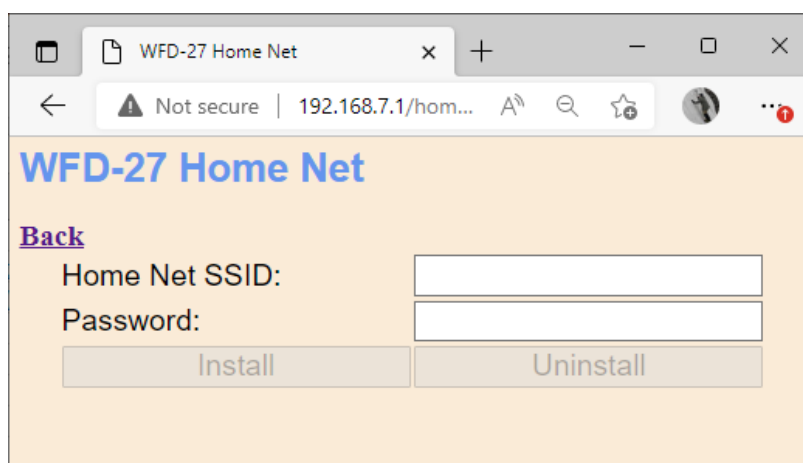 WFD-27 Home Net
Not secure | 192.168.7.1/hom...
WFD-27 Home Net
Back
Home Net SSID:
Password:
Install Uninstall